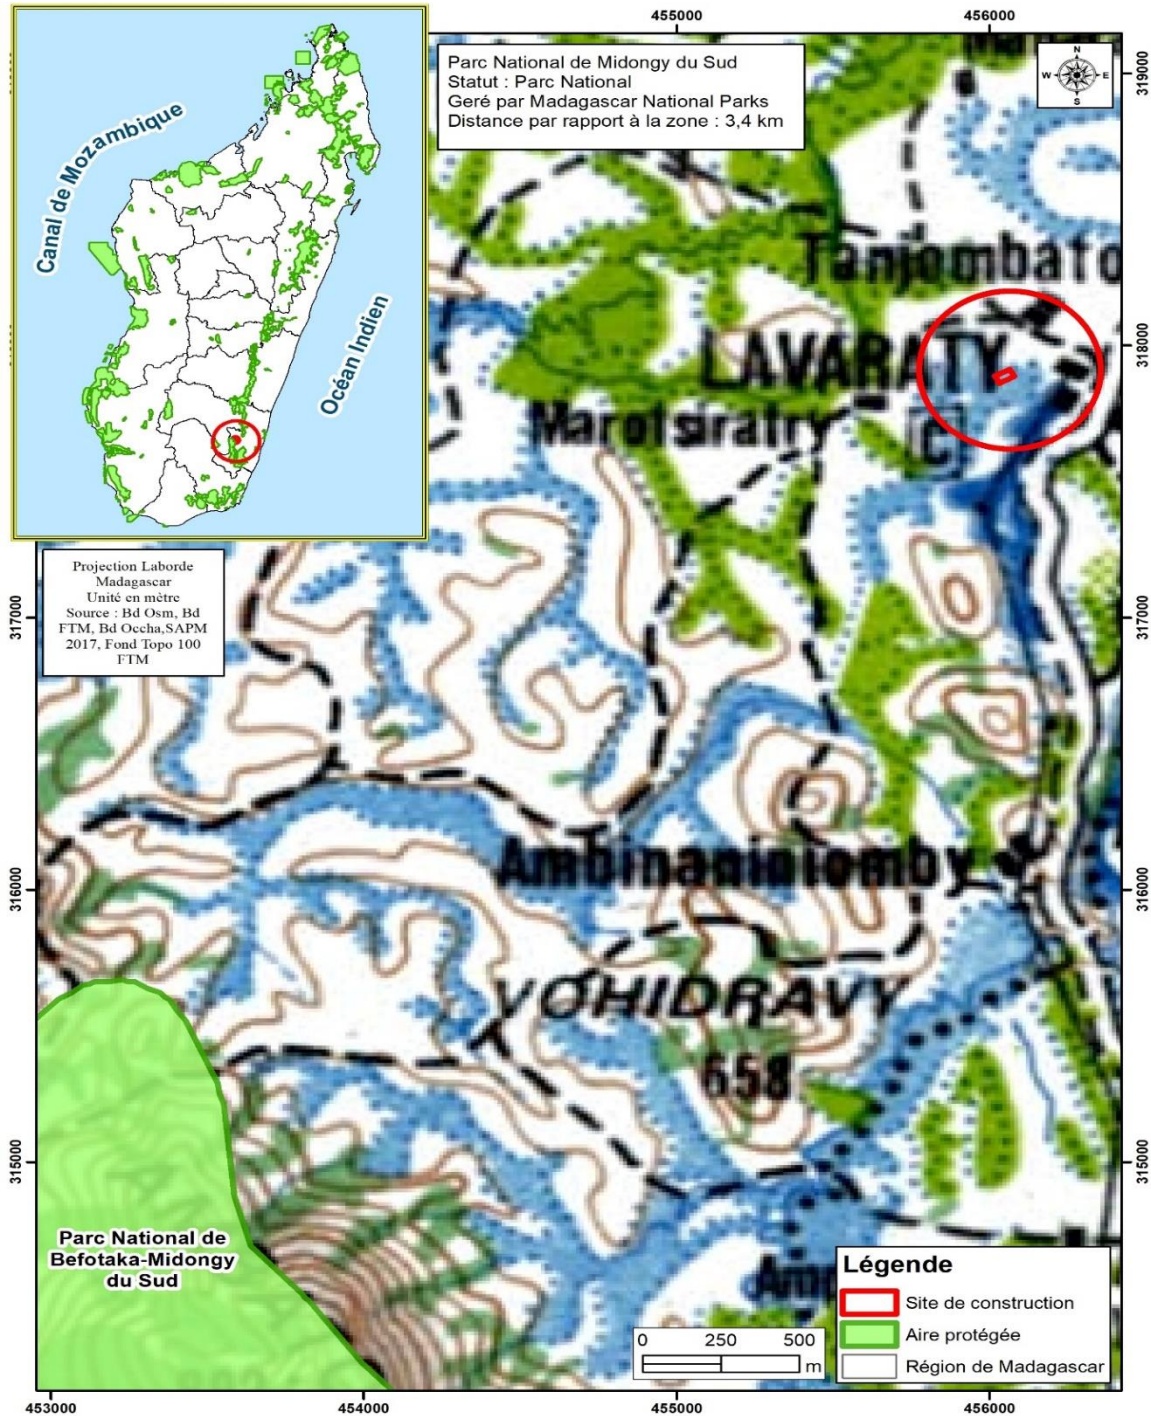 455000
456000
Canal de Mozambique
Océan Indien
Parc National de Midongy du Sud
Statut : Parc National
Geré par Madagascar National Parks
Distance par rapport à la zone : 3,4 km
N
W
E
S
319000
Tanjombato
318000
LAVARATY
Marotsiratry
C
Projection Laborde
Madagascar
Unité en mètre
Source : Bd Osm, Bd
FTM, Bd Occha,SAPM
2017, Fond Topo 100
FTM
317000
317000
Ambinaniniomby
316000
316000
VOHIDRAVY
658
315000
315000
Parc National de
Befotaka-Midongy
du Sud
Légende
Site de construction
Aire protégée
Région de Madagascar
0
250
500
m
453000
454000
455000
456000